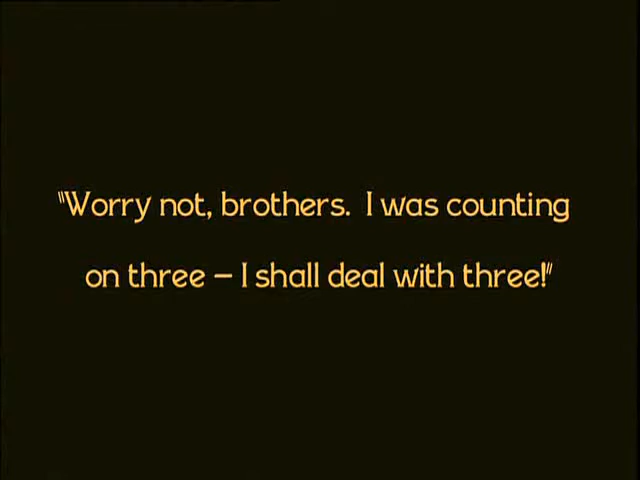 "Worry not, brothers.  I was counting
on three – I shall deal with three!"